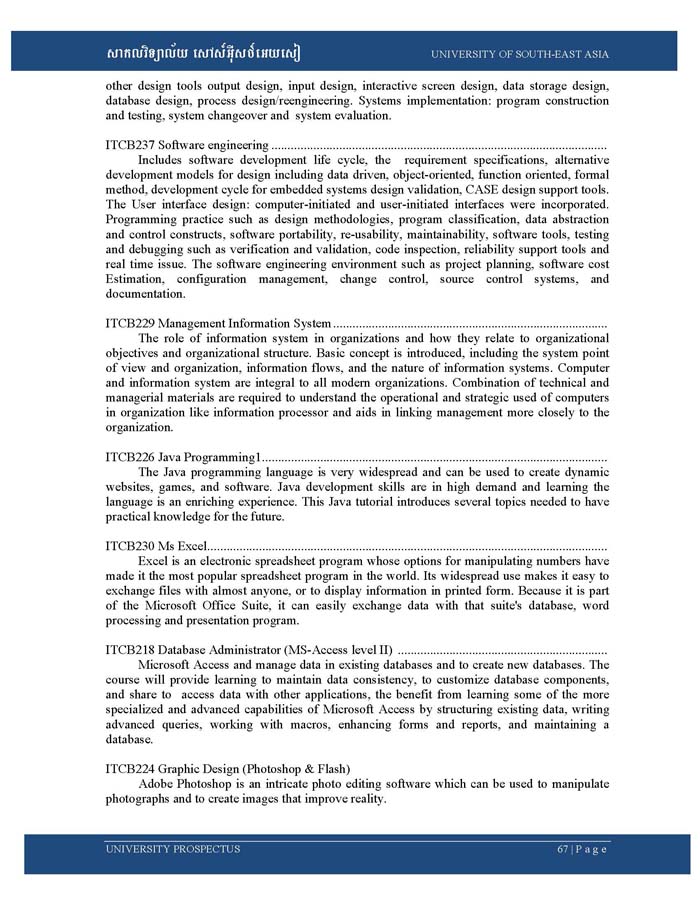 សាកលវិទ្យាល័យ សៅស៍អ៊ីសថ៍អេយសៀ UNIVERSITY OF SOUTH-EAST ASIA
other design tools output design, input design, interactive screen design, data storage design,
database design, process design/reengineering. Systems implementation: program construction
and testing, system changeover and system evaluation.
ITCB237 Software engineering ........................................................................................................
Includes software development life cycle, the requirement specifications, alternative
development models for design including data driven, object-oriented, function oriented, formal
method, development cycle for embedded systems design validation, CASE design support tools.
The User interface design: computer-initiated and user-initiated interfaces were incorporated.
Programming practice such as design methodologies, program classification, data abstraction
and control constructs, software portability, re-usability, maintainability, software tools, testing
and debugging such as verification and validation, code inspection, reliability support tools and
real time issue. The software engineering environment such as project planning, software cost
Estimation, configuration management, change control, source control systems, and
documentation.
ITCB229 Management Information System .....................................................................................
The role of information system in organizations and how they relate to organizational
objectives and organizational structure. Basic concept is introduced, including the system point
of view and organization, information flows, and the nature of information systems. Computer
and information system are integral to all modern organizations. Combination of technical and
managerial materials are required to understand the operational and strategic used of computers
in organization like information processor and aids in linking management more closely to the
organization.
ITCB226 Java Programming1...........................................................................................................
The Java programming language is very widespread and can be used to create dynamic
websites, games, and software. Java development skills are in high demand and learning the
language is an enriching experience. This Java tutorial introduces several topics needed to have
practical knowledge for the future.
ITCB230 Ms Excel............................................................................................................................
Excel is an electronic spreadsheet program whose options for manipulating numbers have
made it the most popular spreadsheet program in the world. Its widespread use makes it easy to
exchange files with almost anyone, or to display information in printed form. Because it is part
of the Microsoft Office Suite, it can easily exchange data with that suite's database, word
processing and presentation program.
ITCB218 Database Administrator (MS-Access level II) .................................................................
Microsoft Access and manage data in existing databases and to create new databases. The
course will provide learning to maintain data consistency, to customize database components,
and share to access data with other applications, the benefit from learning some of the more
specialized and advanced capabilities of Microsoft Access by structuring existing data, writing
advanced queries, working with macros, enhancing forms and reports, and maintaining a
database.
ITCB224 Graphic Design (Photoshop & Flash)
Adobe Photoshop is an intricate photo editing software which can be used to manipulate
photographs and to create images that improve reality.
UNIVERSITY PROSPECTUS 67 | P a g e